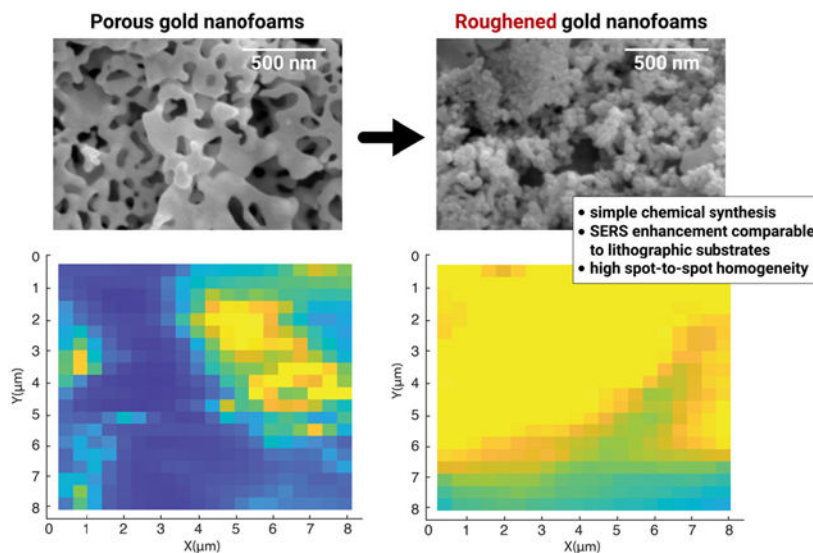 Porous gold nanofoams
Roughened gold nanofoams
500 nm
500 nm
• simple chemical synthesis
• SERS enhancement comparable
to lithographic substrates
• high spot-to-spot homogeneity
0
1
2
3
4
5
6
7
8
Y(μm)
0 1 2 3 4 5 6 7 8
X(μm)
0
1
2
3
4
5
6
7
8
Y(μm)
0 1 2 3 4 5 6 7 8
X(μm)